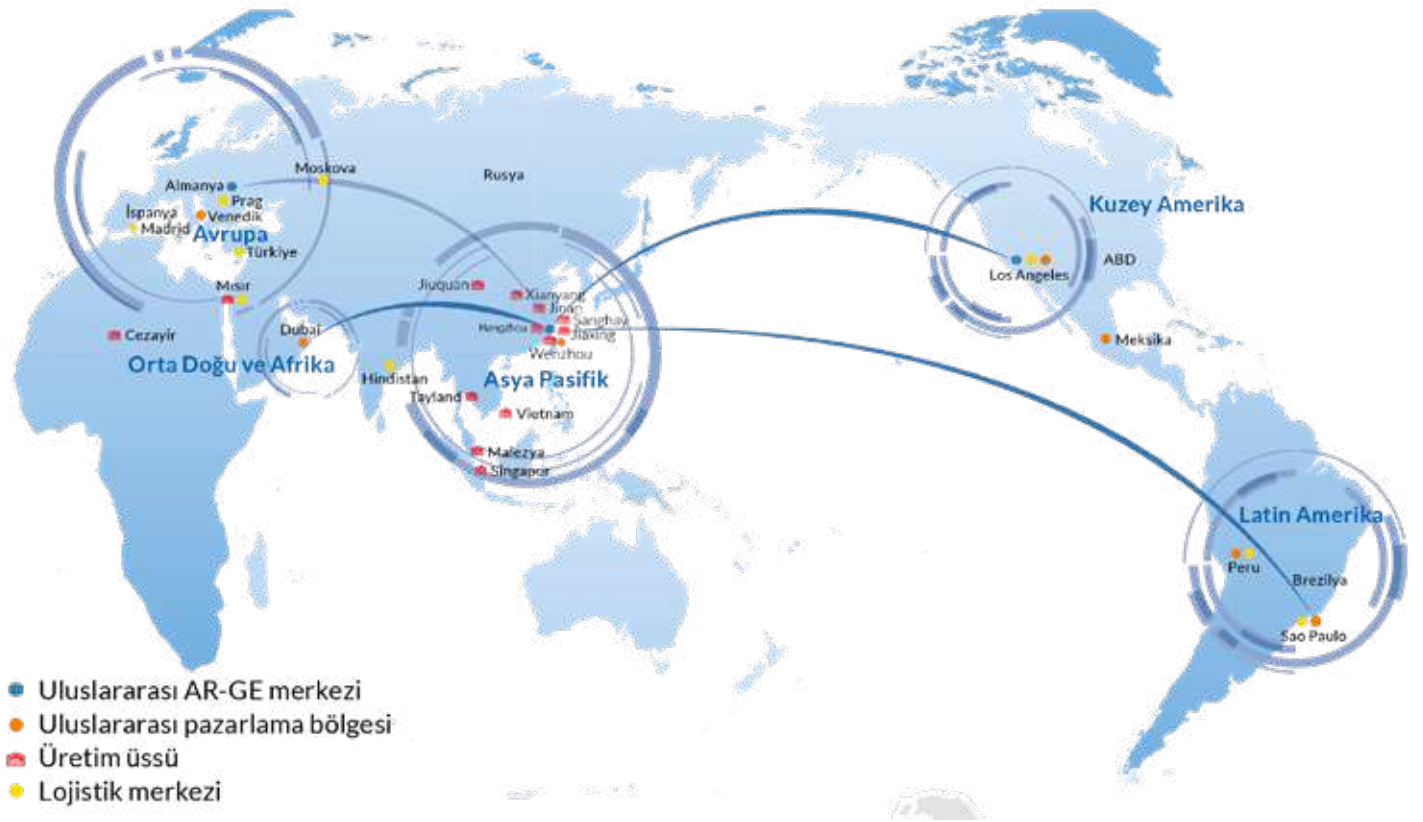 Moskova
Rusya
Almanya
Prag
İspanya
Venedik
Madrid
Avrupa
Türkiye
Mısır
Cezayir
Dubai
Orta Doğu ve Afrika
Hindistan
Jiuquan
Xianyang
Jinan
Sanghay
Hangzhou
Jiaxing
Wenzhou
Asya Pasifik
Tayland
Vietnam
Malezya
Singapur
Kuzey Amerika
ABD
Los Angeles
Meksika
Latin Amerika
Peru
Brezilya
Sao Paulo
Uluslararası AR-GE merkezi
Uluslararası pazarlama bölgesi
Üretim üssü
Lojistik merkezi